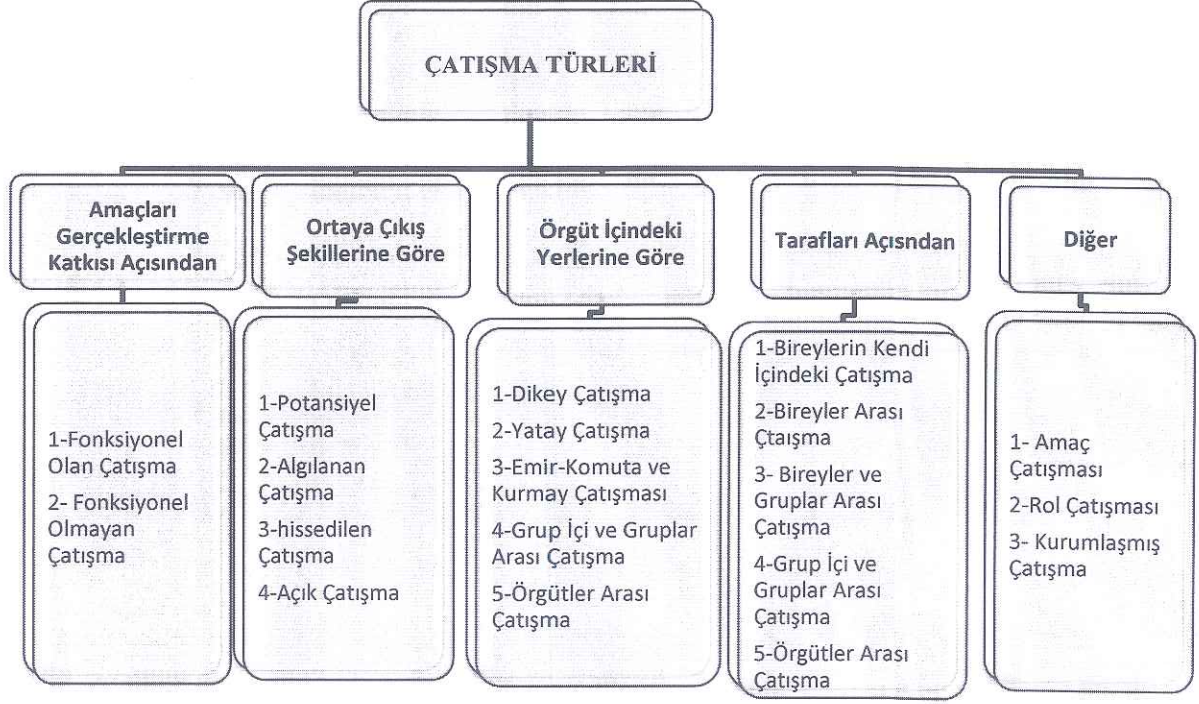 ÇATIŞMA TÜRLERİ
Amaçları
Gerçekleştirme
Katkısı Açısından
1-Fonksiyonel
Olan Çatışma
2- Fonksiyonel
Olmayan
Çatışma
Ortaya Çıkış
Şekillerine Göre
1-Potansiyel
Çatışma
2-Algılanan
Çatışma
3-hissedilen
Çatışma
4-Açık Çatışma
Örgüt İçindeki
Yerlerine Göre
1-Dikey Çatışma
2-Yatay Çatışma
3-Emir-Komuta ve
Kurmay Çatışması
4-Grup İçi ve Gruplar
Arası Çatışma
5-Örgütler Arası
Çatışma
Tarafları Açısndan
1-Bireylerin Kendi
İçindeki Çatışma
2-Bireyler Arası
Çtaışma
3- Bireyler ve
Gruplar Arası
Çatışma
4-Grup İçi ve
Gruplar Arası
Çatışma
5-Örgütler Arası
Çatışma
Diğer
1- Amaç
Çatışması
2-Rol Çatışması
3- Kurumlaşmış
Çatışma